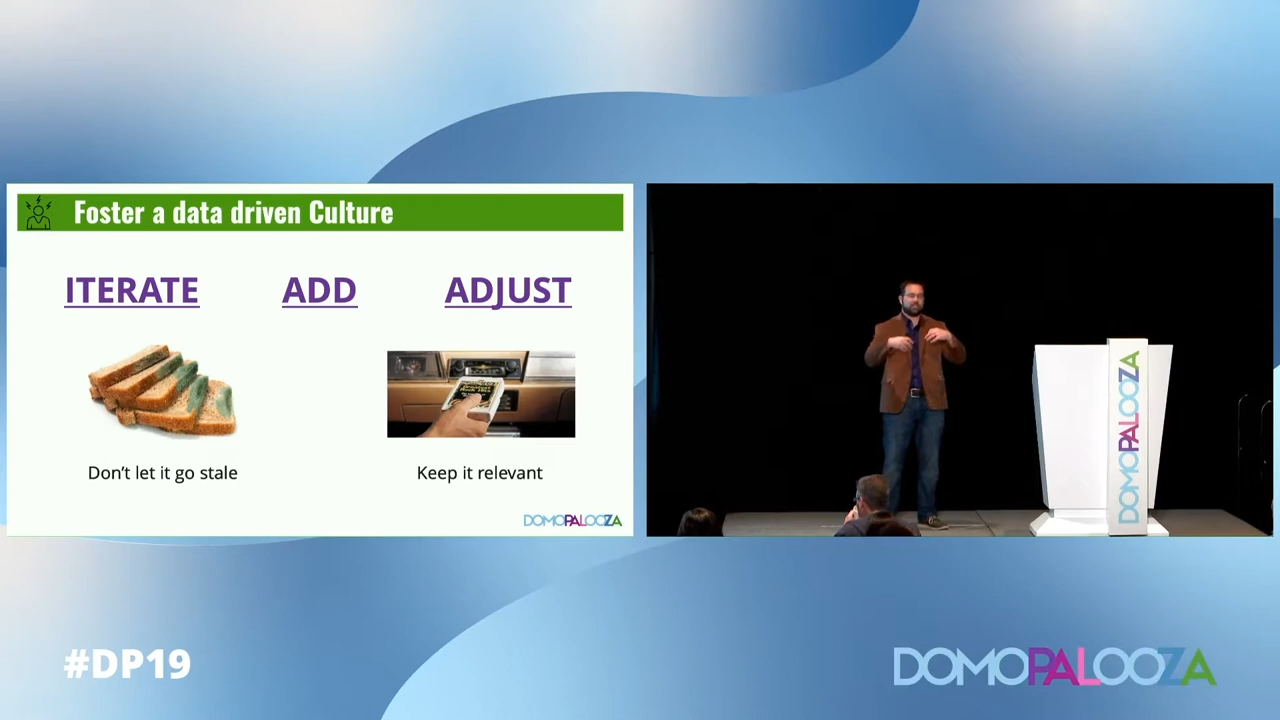 Foster a data driven Culture
ITERATE ADD ADJUST
Don't let it go stale
Keep it relevant
DOMOPALOOZA
DOMOPALOOZA
#DP19
DOMOPALOOZA